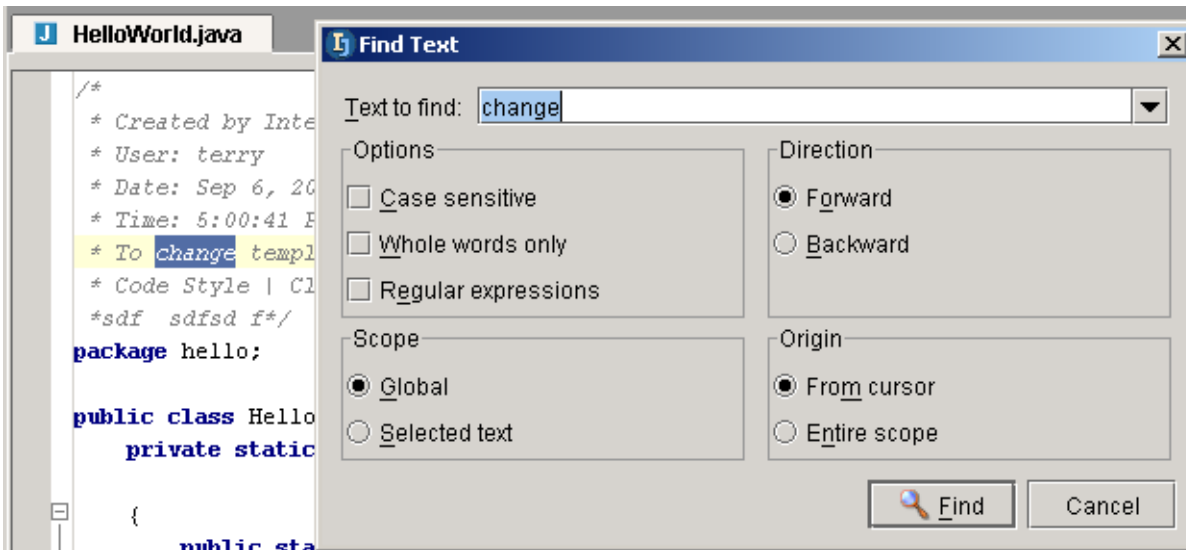 HelloWorld.java
/*
* Created by Inte
* User: terry
* Date: Sep 6, 20
* Time: 5:00:41 P
* To change templ
* Code Style | Cl
*sdf sdfsd f*/
package hello;
public class Hello
private static
{
public sta
Find Text
Text to find: change
Options
Case sensitive
Whole words only
Regular expressions
Direction
Forward
Backward
Scope
Global
Selected text
Origin
From cursor
Entire scope
Find
Cancel